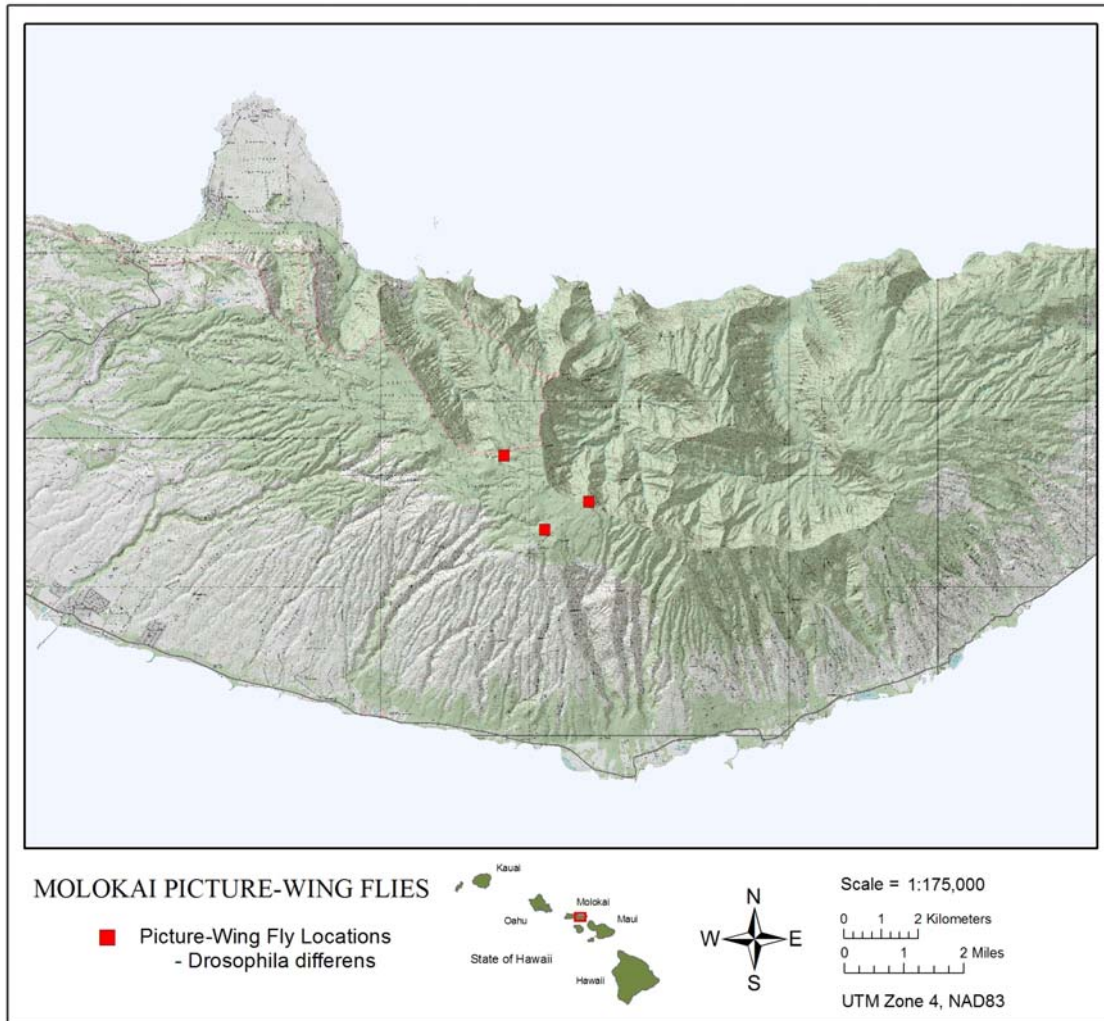 MOLOKAI PICTURE-WING FLIES
Picture-Wing Fly Locations
- Drosophila differens
Kauai
Oahu
Molokai
Maui
State of Hawaii
Hawaii
N
W E
S
Scale = 1:175,000
0 1 2 Kilometers
0 1 2 Miles
UTM Zone 4, NAD83